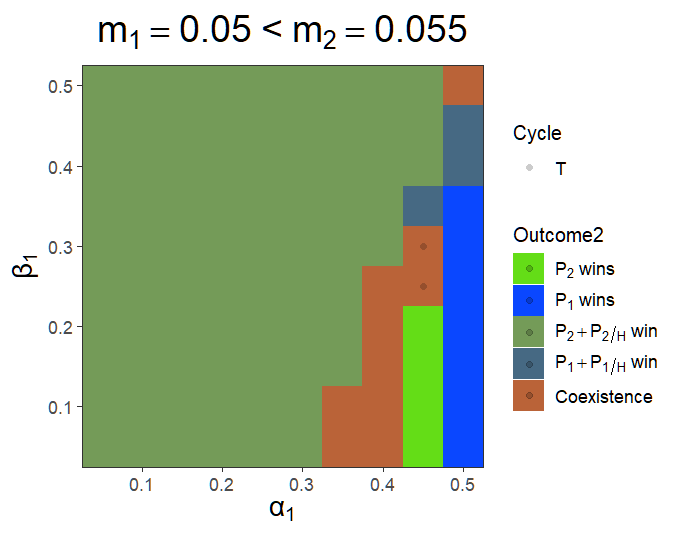 m₁ = 0.05 < m₂ = 0.055
β₁
0.5
0.4
0.3
0.2
0.1
0.1 0.2 0.3 0.4 0.5
α₁
Cycle
T
Outcome2
P₂ wins
P₁ wins
P₂+P₂/H win
P₁+P₁/H win
Coexistence